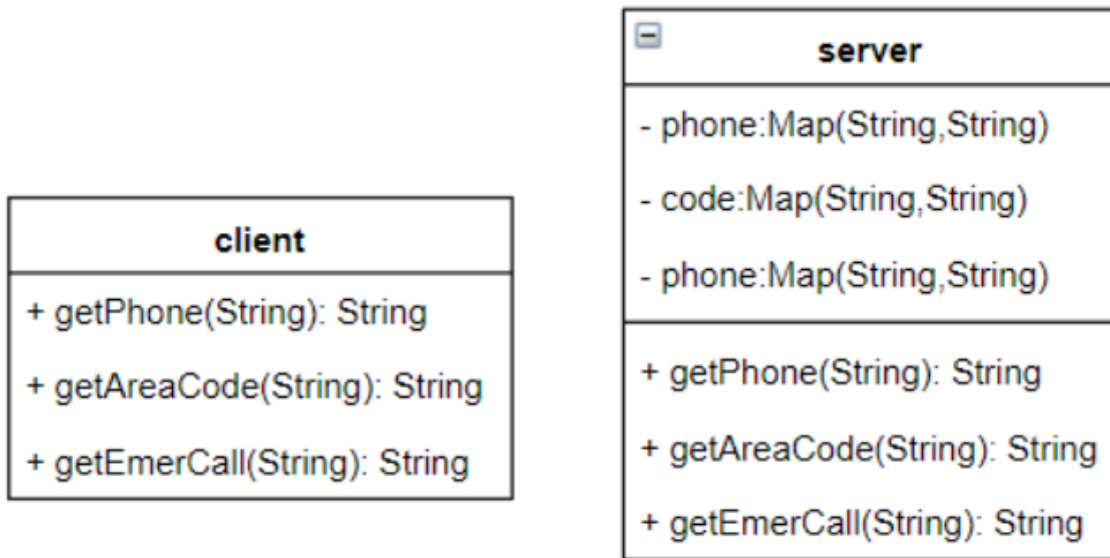 client
+ getPhone(String): String
+ getAreaCode(String): String
+ getEmerCall(String): String
server
- phone:Map(String,String)
- code:Map(String,String)
- phone:Map(String,String)
+ getPhone(String): String
+ getAreaCode(String): String
+ getEmerCall(String): String